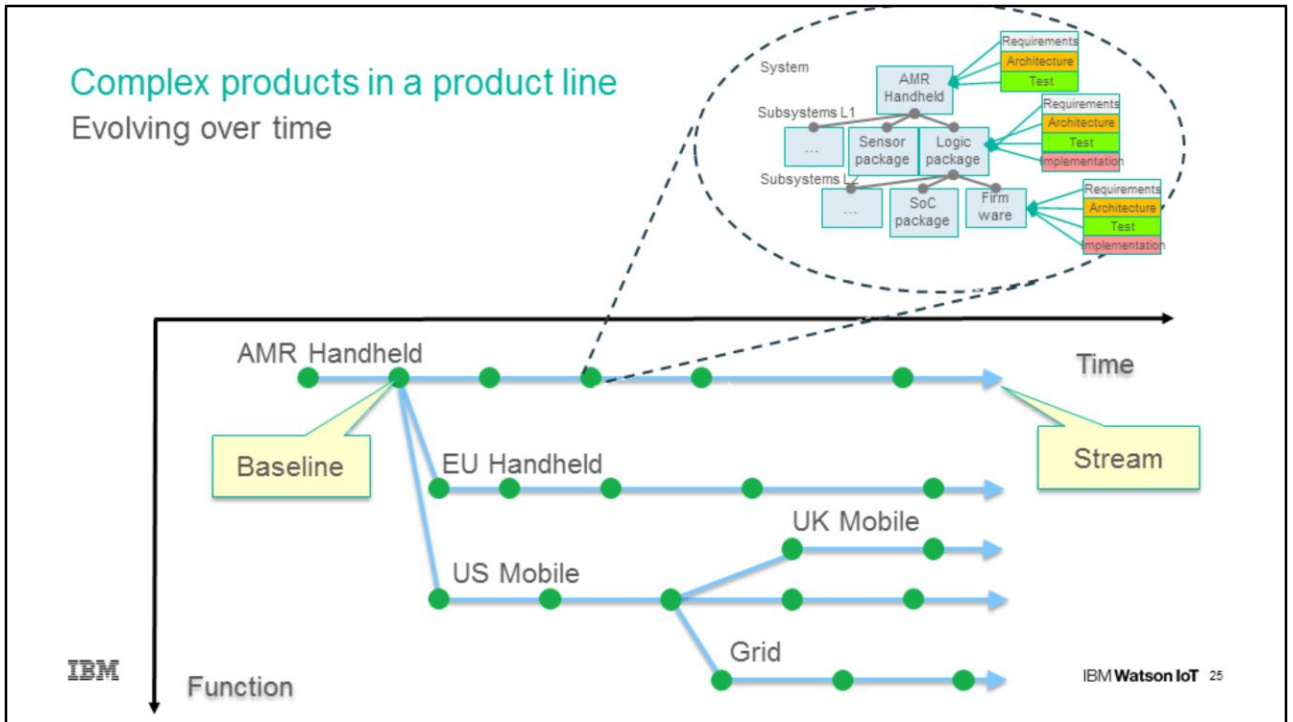 Complex products in a product line
Evolving over time
System
AMR
Handheld
Requirements
Architecture
Test
Subsystems L1
...
Sensor
package
Logic
package
Requirements
Architecture
Test
Implementation
Subsystems L2
...
SoC
package
Firm
ware
Requirements
Architecture
Test
Implementation
AMR Handheld
Time
Baseline
EU Handheld
Stream
UK Mobile
US Mobile
Grid
IBM
Function
IBM Watson IoT 25